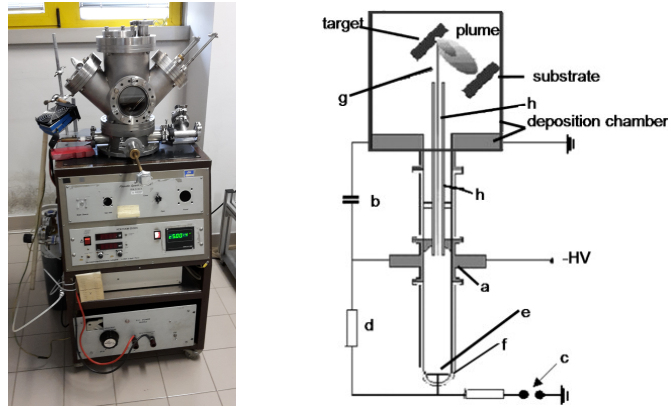 target
plume
substrate
g
h
deposition chamber
b
h
-HV
a
d
e
f
c